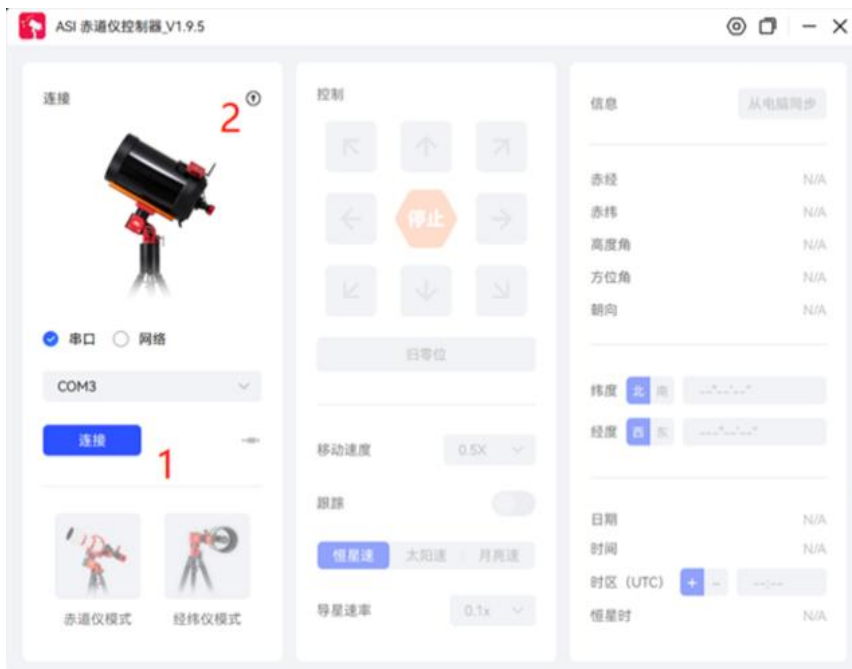 ASI 赤道仪控制器_V1.9.5
连接
2
串口 网络
COM3
连接
1
赤道仪模式 经纬仪模式
控制
停止
归零位
移动速度 0.5X
跟踪
恒星速 太阳速 月亮速
导星速率 0.1x
信息 从电脑同步
赤经 N/A
赤纬 N/A
高度角 N/A
方位角 N/A
朝向 N/A
纬度 北 南 --°--'--"
经度 西 东 ---°--'--"
日期 N/A
时间 N/A
时区（UTC） + - --:--
恒星时 N/A